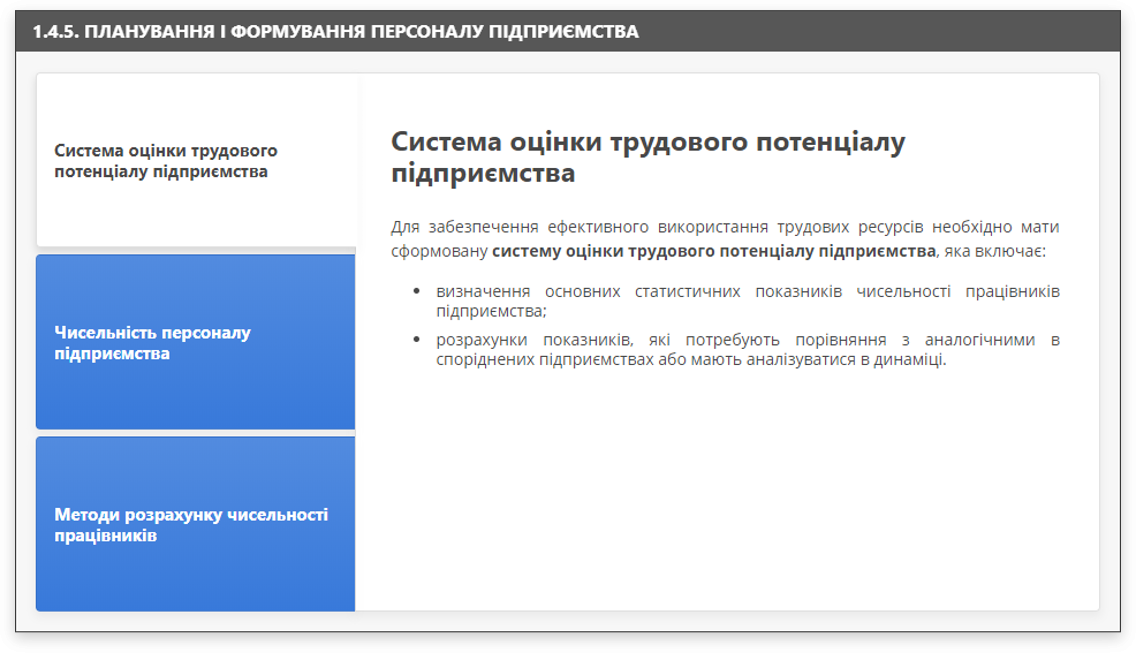 1.4.5. ПЛАНУВАННЯ І ФОРМУВАННЯ ПЕРСОНАЛУ ПІДПРИЄМСТВА
Система оцінки трудового
потенціалу підприємства
Чисельність персоналу
підприємства
Методи розрахунку чисельності
працівників
Система оцінки трудового потенціалу
підприємства
Для забезпечення ефективного використання трудових ресурсів необхідно мати
сформовану систему оцінки трудового потенціалу підприємства, яка включає:
• визначення основних статистичних показників чисельності працівників
підприємства;
• розрахунки показників, які потребують порівняння з аналогічними в
споріднених підприємствах або мають аналізуватися в динаміці.